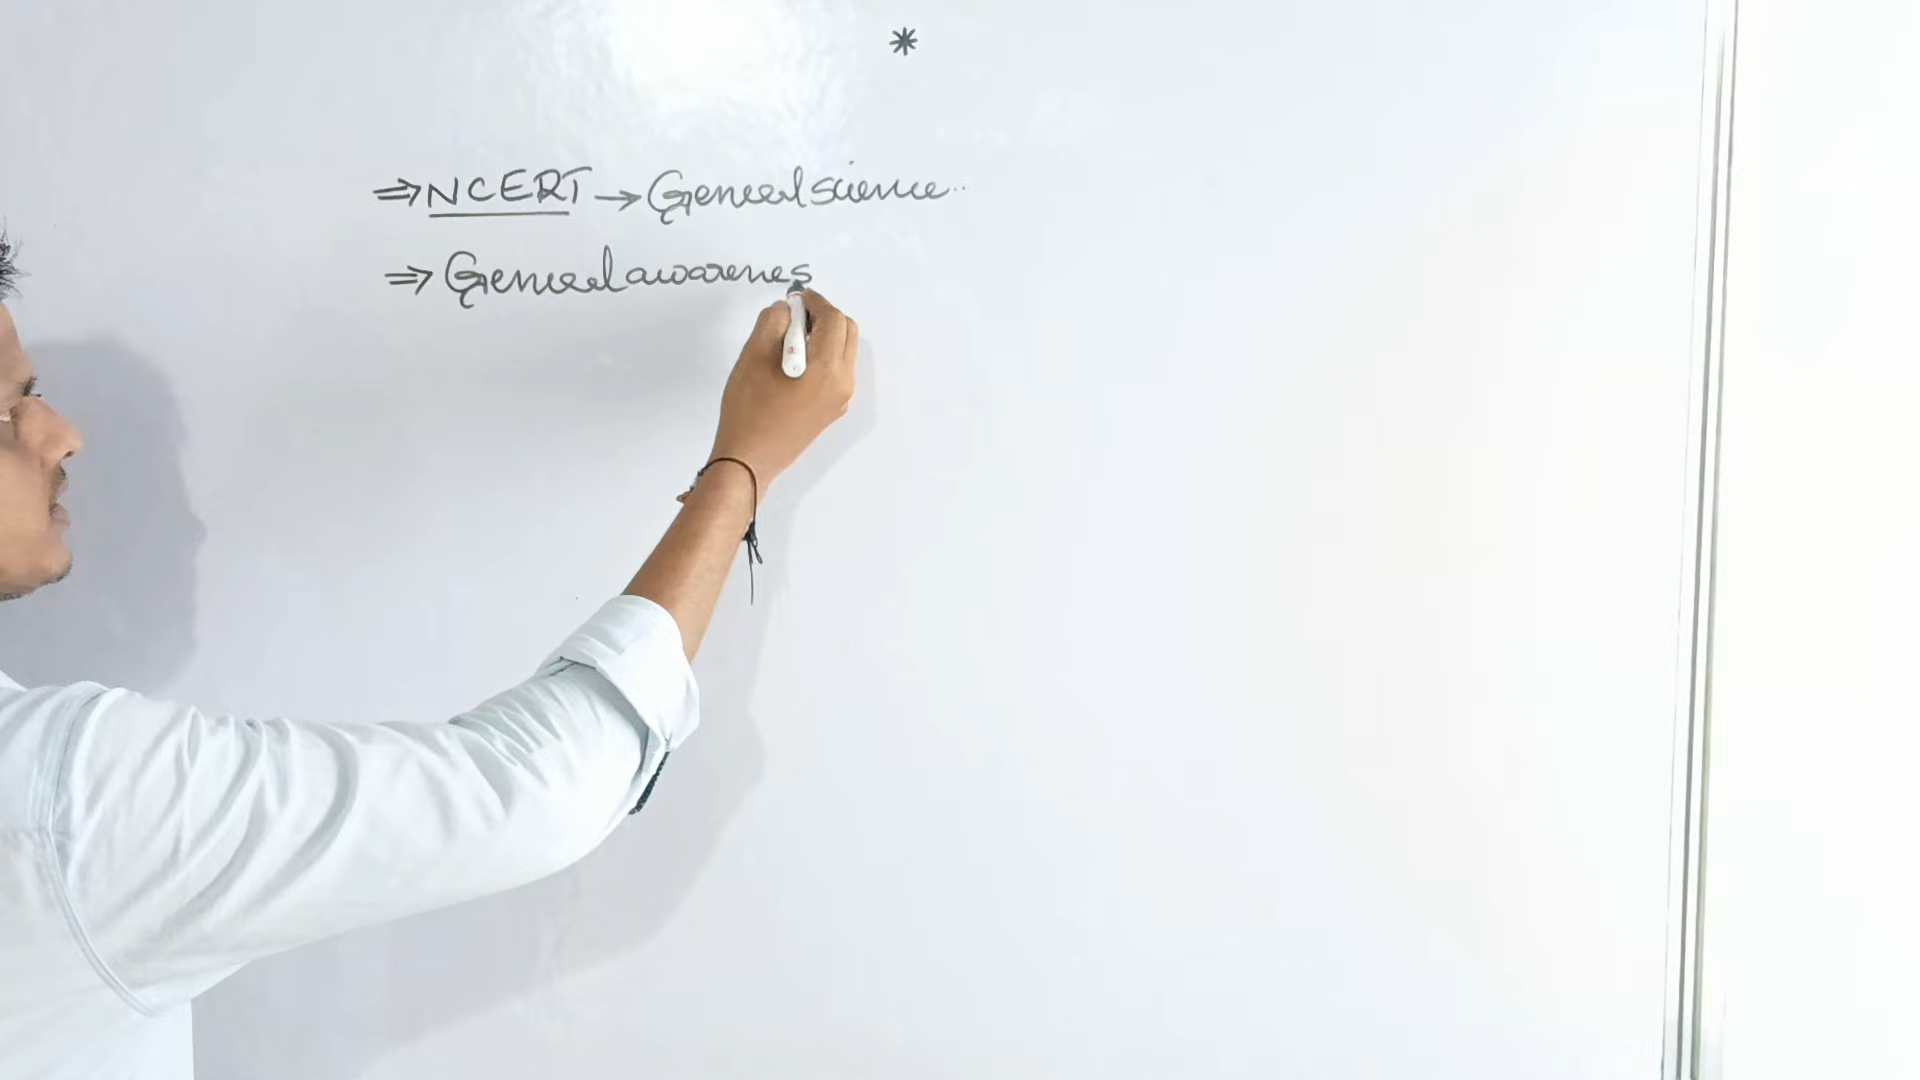 *
⇒ NCERT → General science..
⇒ General awarenes